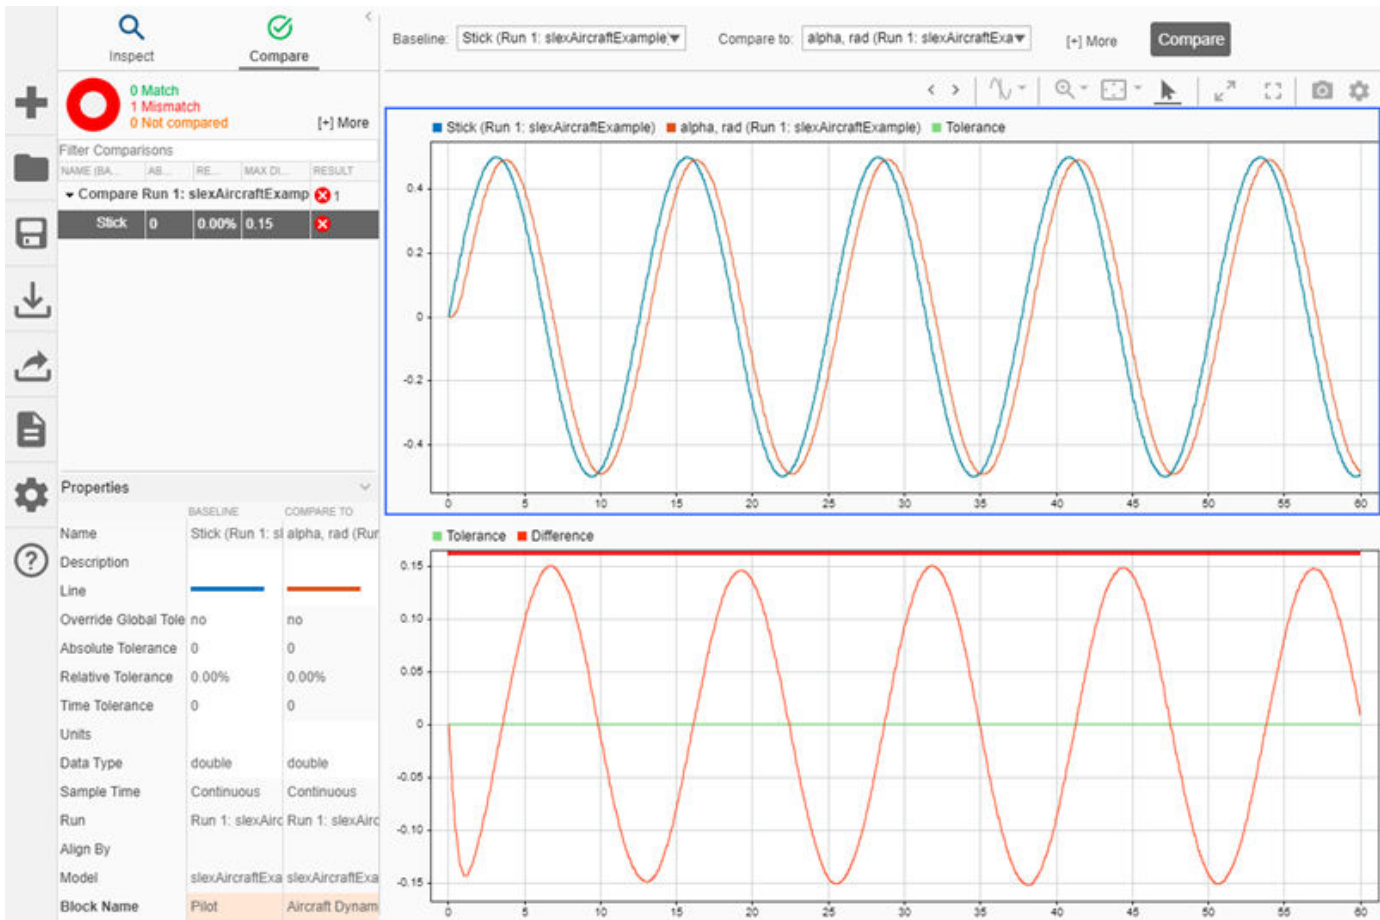 Inspect
Compare
Baseline:
Stick (Run 1: slexAircraftExample)
Compare to:
alpha, rad (Run 1: slexAircraftExa
[+] More
Compare
0 Match
1 Mismatch
0 Not compared
[+] More
Filter Comparisons
NAME (BA... AB... RE... MAX DI... RESULT
Compare Run 1: slexAircraftExamp 1
Stick 0 0.00% 0.15
Properties
BASELINE COMPARE TO
Name Stick (Run 1: sl alpha, rad (Run
Description
Line
Override Global Tole no no
Absolute Tolerance 0 0
Relative Tolerance 0.00% 0.00%
Time Tolerance 0 0
Units
Data Type double double
Sample Time Continuous Continuous
Run Run 1: slexAirc Run 1: slexAirc
Align By
Model slexAircraftExa slexAircraftExa
Block Name Pilot Aircraft Dynam
Stick (Run 1: slexAircraftExample) alpha, rad (Run 1: slexAircraftExample) Tolerance
0.4
0.2
0
-0.2
-0.4
0 5 10 15 20 25 30 35 40 45 50 55 60
Tolerance Difference
0.15
0.10
0.05
0
-0.05
-0.10
-0.15
0 5 10 15 20 25 30 35 40 45 50 55 60